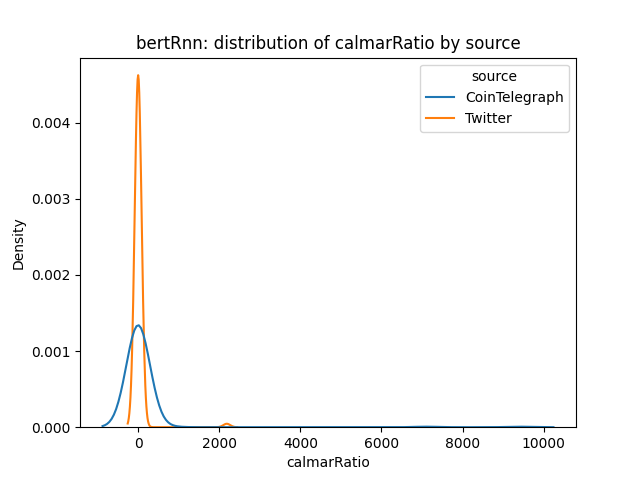 bertRnn: distribution of calmarRatio by source
source
CoinTelegraph
Twitter
0.004
0.003
0.002
0.001
0.000
Density
0
2000
4000
6000
8000
10000
calmarRatio